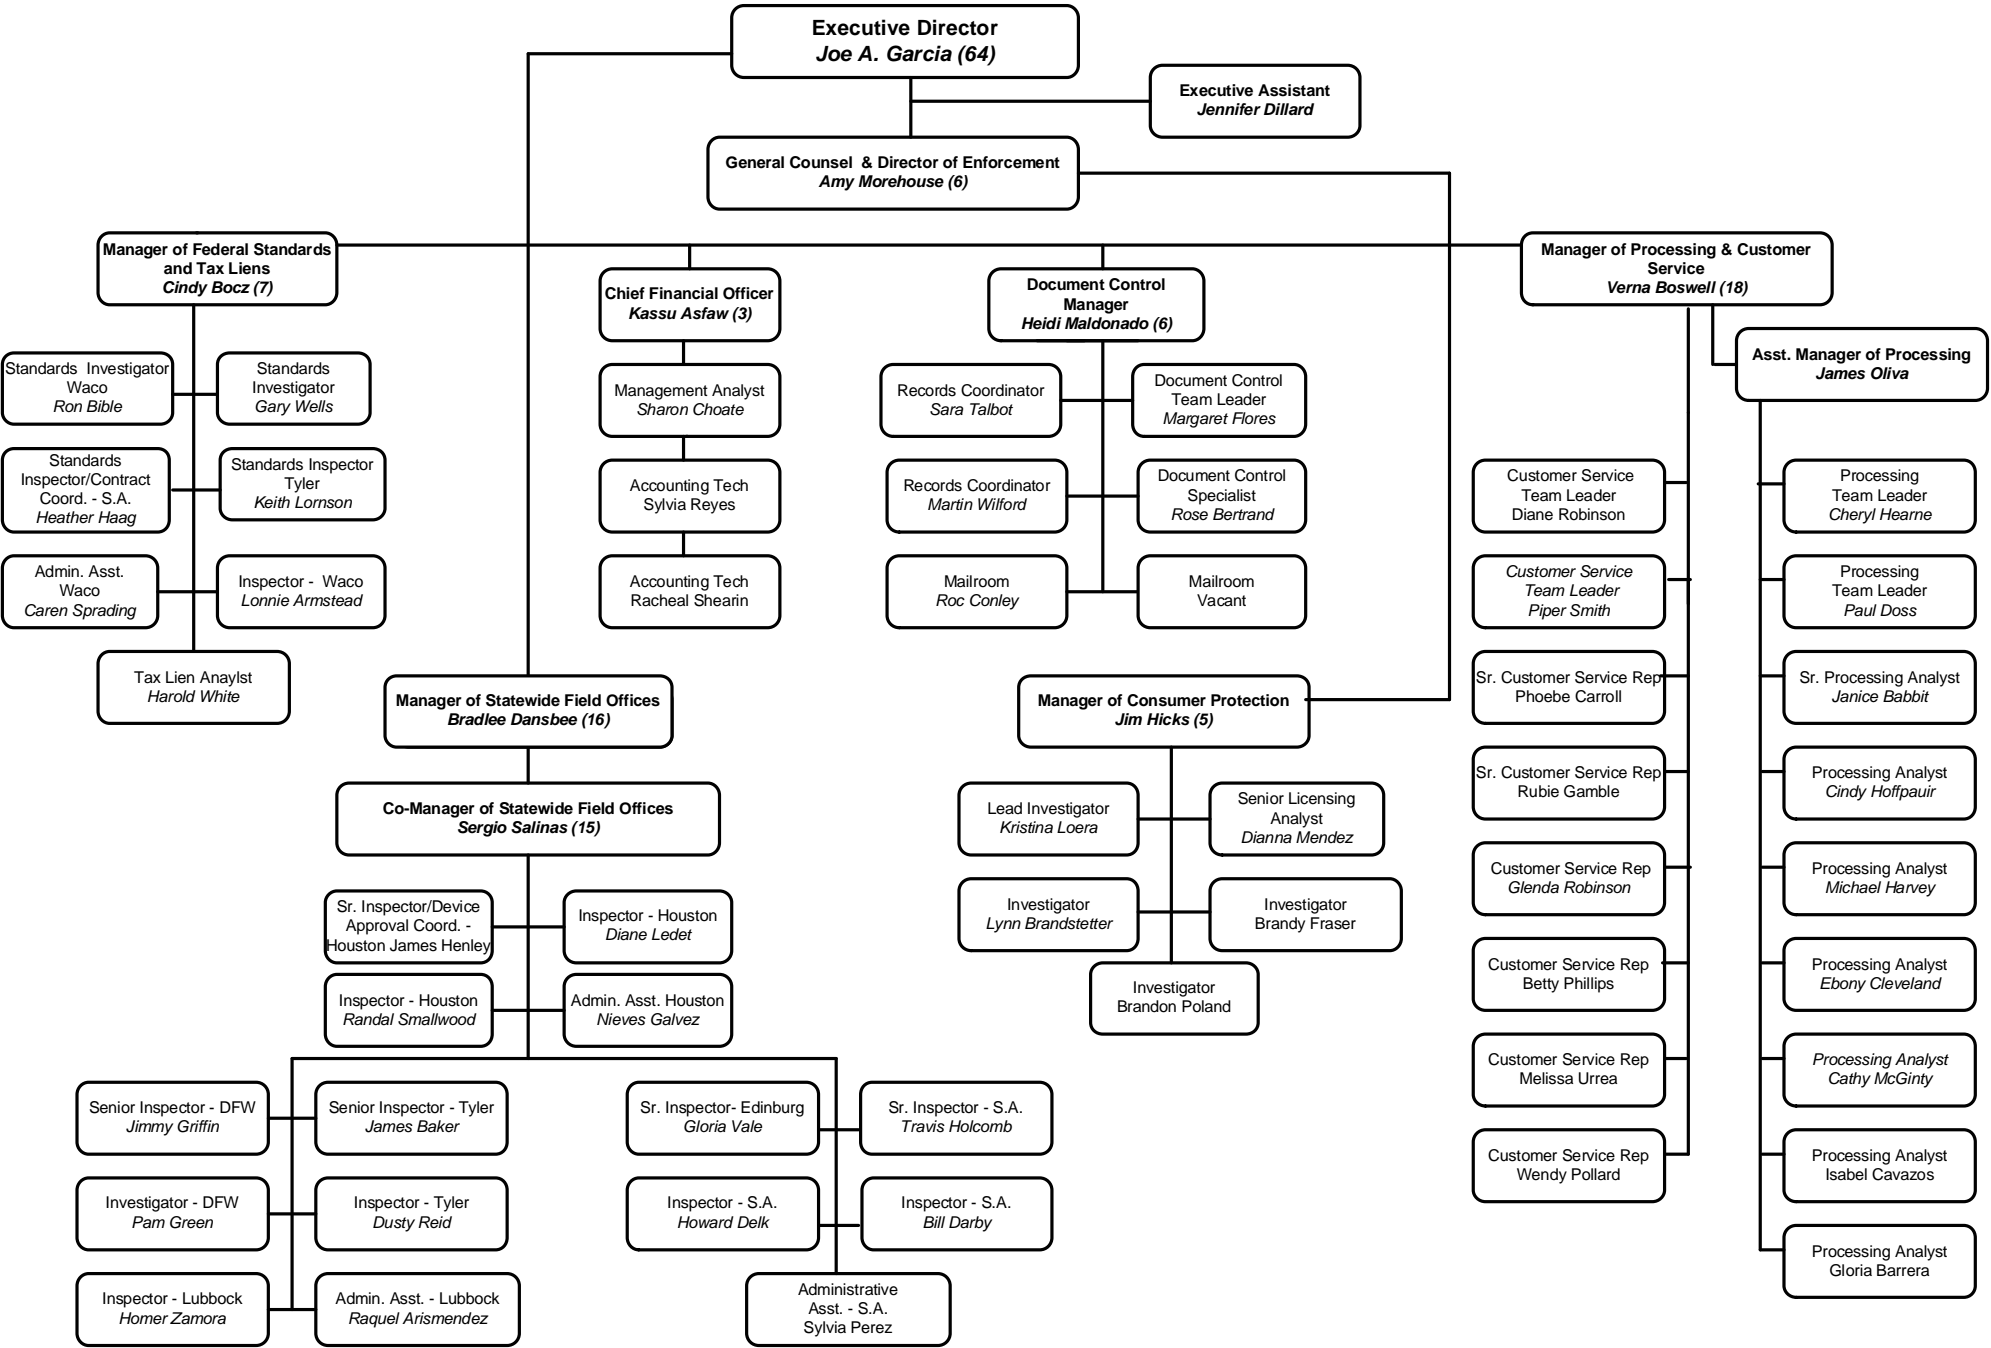 Executive Director
Joe A. Garcia (64)
Executive Assistant
Jennifer Dillard
General Counsel & Director of Enforcement
Amy Morehouse (6)
Manager of Federal Standards
and Tax Liens
Cindy Bocz (7)
Chief Financial Officer
Kassu Asfaw (3)
Document Control
Manager
Heidi Maldonado (6)
Manager of Processing & Customer
Service
Verna Boswell (18)
Asst. Manager of Processing
James Oliva
Standards Investigator
Waco
Ron Bible
Standards
Investigator
Gary Wells
Standards
Inspector/Contract
Coord. - S.A.
Heather Haag
Standards Inspector
Tyler
Keith Lornson
Admin. Asst.
Waco
Caren Sprading
Inspector - Waco
Lonnie Armstead
Tax Lien Anaylst
Harold White
Management Analyst
Sharon Choate
Accounting Tech
Sylvia Reyes
Accounting Tech
Racheal Shearin
Records Coordinator
Sara Talbot
Document Control
Team Leader
Margaret Flores
Records Coordinator
Martin Wilford
Document Control
Specialist
Rose Bertrand
Mailroom
Roc Conley
Mailroom
Vacant
Customer Service
Team Leader
Diane Robinson
Customer Service
Team Leader
Piper Smith
Sr. Customer Service Rep
Phoebe Carroll
Sr. Customer Service Rep
Rubie Gamble
Customer Service Rep
Glenda Robinson
Customer Service Rep
Betty Phillips
Customer Service Rep
Melissa Urrea
Customer Service Rep
Wendy Pollard
Processing
Team Leader
Cheryl Hearne
Processing
Team Leader
Paul Doss
Sr. Processing Analyst
Janice Babbit
Processing Analyst
Cindy Hoffpauir
Processing Analyst
Michael Harvey
Processing Analyst
Ebony Cleveland
Processing Analyst
Cathy McGinty
Processing Analyst
Isabel Cavazos
Processing Analyst
Gloria Barrera
Manager of Statewide Field Offices
Bradlee Dansbee (16)
Co-Manager of Statewide Field Offices
Sergio Salinas (15)
Sr. Inspector/Device
Approval Coord. -
Houston James Henley
Inspector - Houston
Diane Ledet
Inspector - Houston
Randal Smallwood
Admin. Asst. Houston
Nieves Galvez
Senior Inspector - DFW
Jimmy Griffin
Senior Inspector - Tyler
James Baker
Investigator - DFW
Pam Green
Inspector - Tyler
Dusty Reid
Inspector - Lubbock
Homer Zamora
Admin. Asst. - Lubbock
Raquel Arismendez
Sr. Inspector- Edinburg
Gloria Vale
Sr. Inspector - S.A.
Travis Holcomb
Inspector - S.A.
Howard Delk
Inspector - S.A.
Bill Darby
Administrative
Asst. - S.A.
Sylvia Perez
Manager of Consumer Protection
Jim Hicks (5)
Lead Investigator
Kristina Loera
Senior Licensing
Analyst
Dianna Mendez
Investigator
Lynn Brandstetter
Investigator
Brandy Fraser
Investigator
Brandon Poland